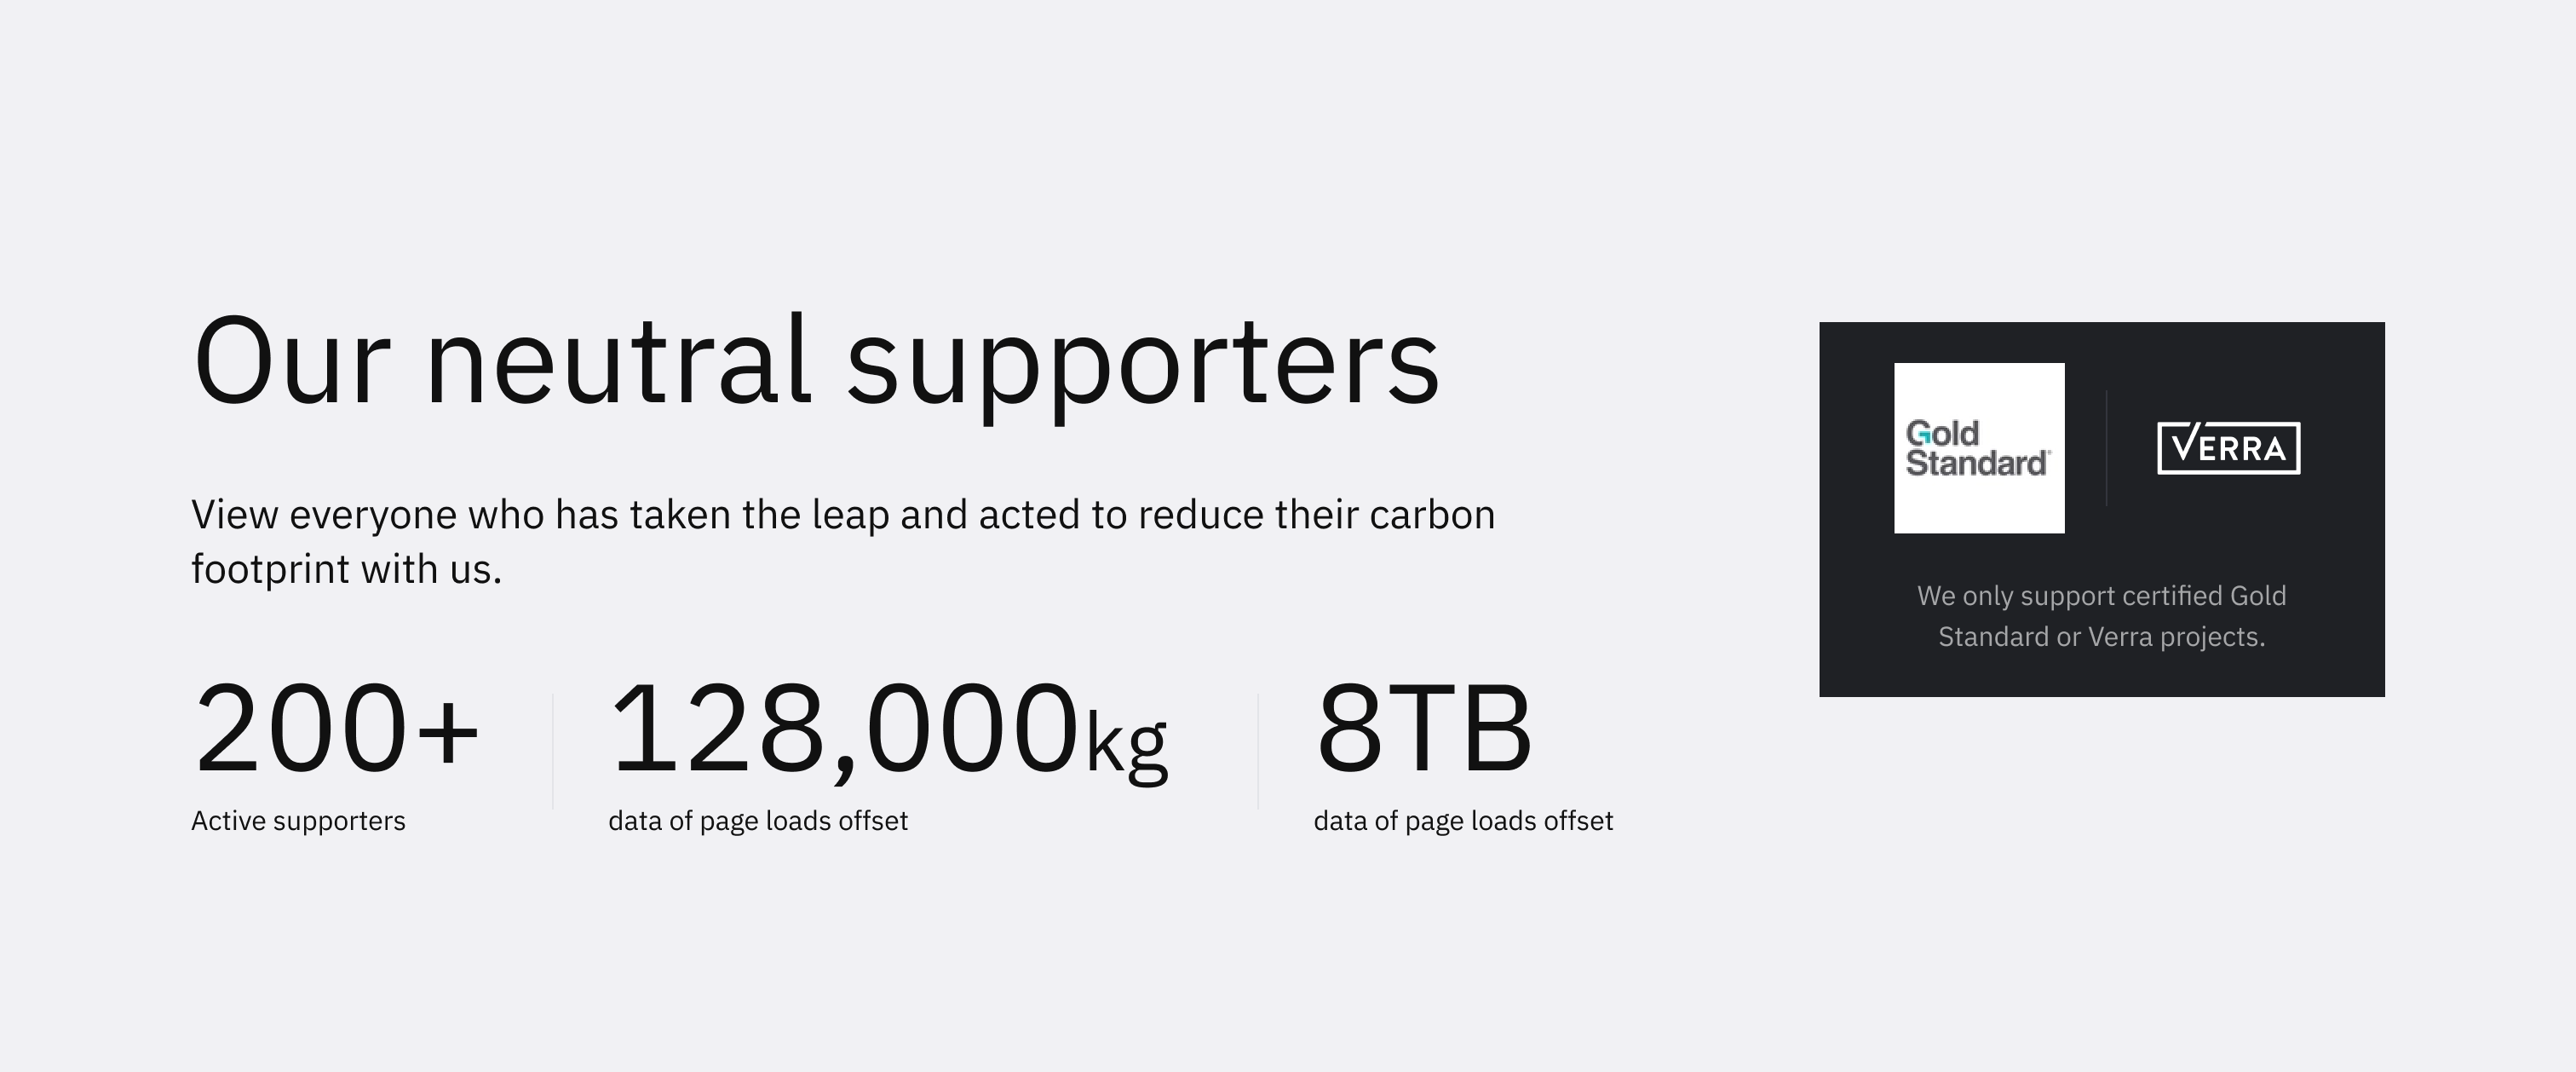 Our neutral supporters
View everyone who has taken the leap and acted to reduce their carbon
footprint with us.
200+
Active supporters
128,000kg
data of page loads offset
8TB
data of page loads offset
Gold
Standard
VERRA
We only support certified Gold
Standard or Verra projects.